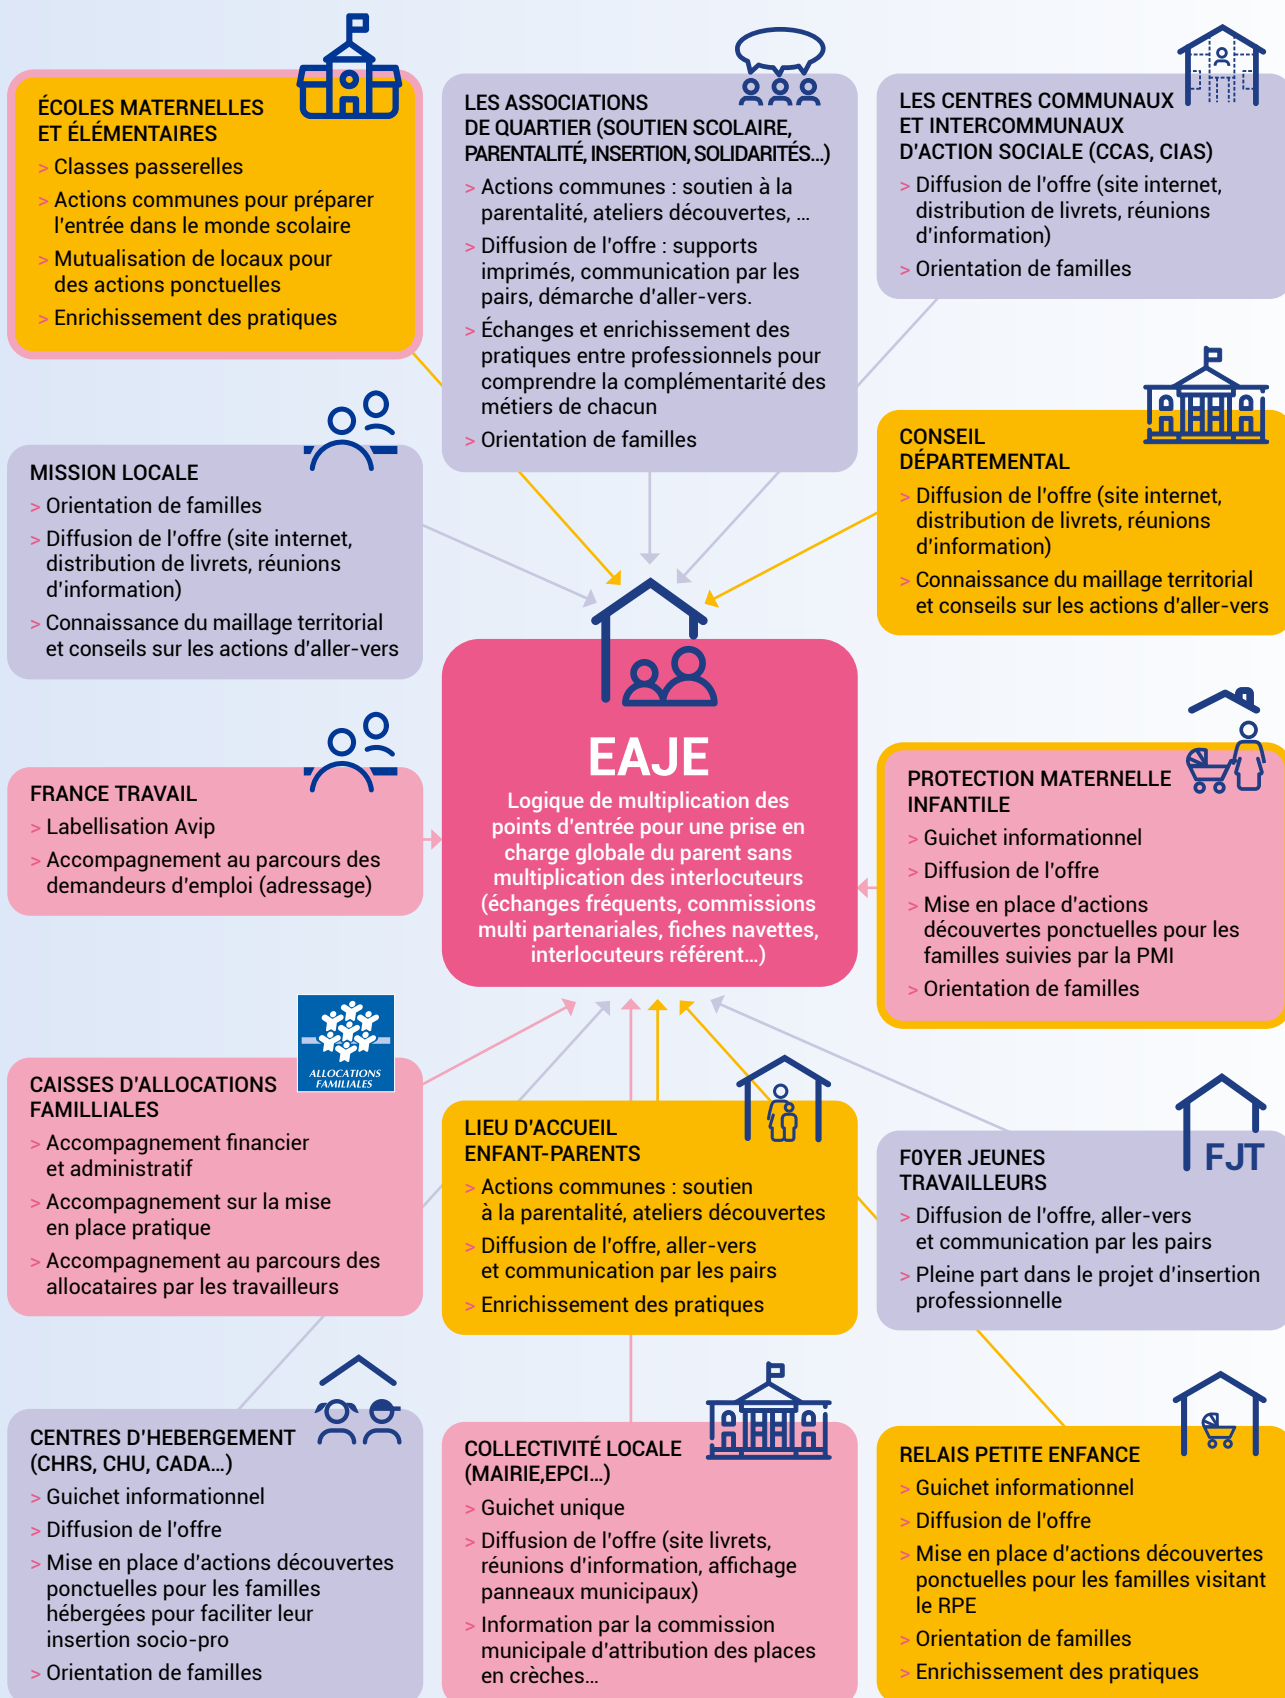 ÉCOLES MATERNELLES
ET ÉLÉMENTAIRES
> Classes passerelles
> Actions communes pour préparer
l'entrée dans le monde scolaire
> Mutualisation de locaux pour
des actions ponctuelles
> Enrichissement des pratiques
LES ASSOCIATIONS
DE QUARTIER (SOUTIEN SCOLAIRE,
PARENTALITÉ, INSERTION, SOLIDARITÉS...)
> Actions communes : soutien à la
parentalité, ateliers découvertes, ...
> Diffusion de l'offre : supports
imprimés, communication par les
pairs, démarche d'aller-vers.
> Échanges et enrichissement des
pratiques entre professionnels pour
comprendre la complémentarité des
métiers de chacun
> Orientation de familles
LES CENTRES COMMUNAUX
ET INTERCOMMUNAUX
D'ACTION SOCIALE (CCAS, CIAS)
> Diffusion de l'offre (site internet,
distribution de livrets, réunions
d'information)
> Orientation de familles
MISSION LOCALE
> Orientation de familles
> Diffusion de l'offre (site internet,
distribution de livrets, réunions
d'information)
> Connaissance du maillage territorial
et conseils sur les actions d'aller-vers
CONSEIL
DÉPARTEMENTAL
> Diffusion de l'offre (site internet,
distribution de livrets, réunions
d'information)
> Connaissance du maillage territorial
et conseils sur les actions d'aller-vers
FRANCE TRAVAIL
> Labellisation Avip
> Accompagnement au parcours des
demandeurs d'emploi (adressage)
EAJE
Logique de multiplication des
points d'entrée pour une prise en
charge globale du parent sans
multiplication des interlocuteurs
(échanges fréquents, commissions
multi partenariales, fiches navettes,
interlocuteurs référent...)
PROTECTION MATERNELLE
INFANTILE
> Guichet informationnel
> Diffusion de l'offre
> Mise en place d'actions
découvertes ponctuelles pour les
familles suivies par la PMI
> Orientation de familles
ALLOCATIONS
FAMILIALES
CAISSES D'ALLOCATIONS
FAMILLIALES
> Accompagnement financier
et administratif
> Accompagnement sur la mise
en place pratique
> Accompagnement au parcours des
allocataires par les travailleurs
LIEU D'ACCUEIL
ENFANT-PARENTS
> Actions communes : soutien
à la parentalité, ateliers découvertes
> Diffusion de l'offre, aller-vers
et communication par les pairs
> Enrichissement des pratiques
FJT
F0YER JEUNES
TRAVAILLEURS
> Diffusion de l'offre, aller-vers
et communication par les pairs
> Pleine part dans le projet d'insertion
professionnelle
CENTRES D'HEBERGEMENT
(CHRS, CHU, CADA...)
> Guichet informationnel
> Diffusion de l'offre
> Mise en place d'actions découvertes
ponctuelles pour les familles
hébergées pour faciliter leur
insertion socio-pro
> Orientation de familles
COLLECTIVITÉ LOCALE
(MAIRIE,EPCI...)
> Guichet unique
> Diffusion de l'offre (site livrets,
réunions d'information, affichage
panneaux municipaux)
> Information par la commission
municipale d'attribution des places
en crèches...
RELAIS PETITE ENFANCE
> Guichet informationnel
> Diffusion de l'offre
> Mise en place d'actions découvertes
ponctuelles pour les familles visitant
le RPE
> Orientation de familles
> Enrichissement des pratiques